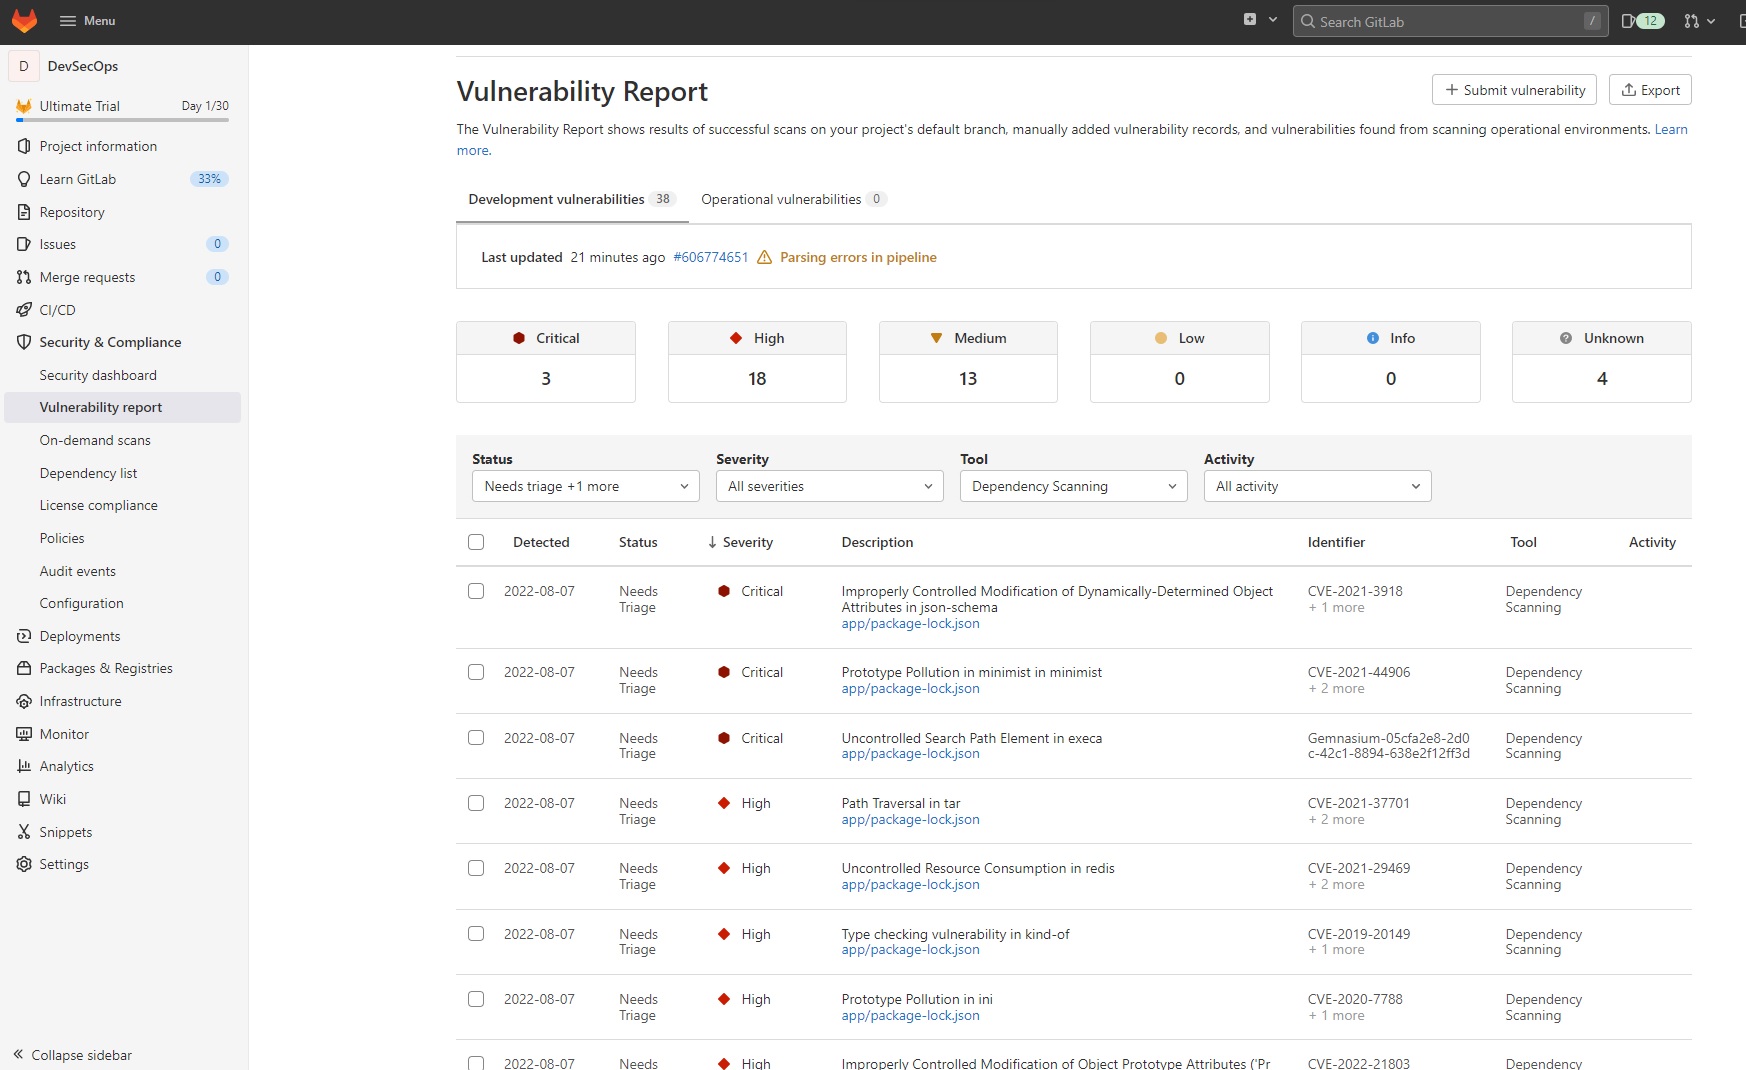 Menu
Search GitLab
/
12
D
DevSecOps
Ultimate Trial
Day 1/30
Project information
Learn GitLab
33%
Repository
Issues
0
Merge requests
0
CI/CD
Security & Compliance
Security dashboard
Vulnerability report
On-demand scans
Dependency list
License compliance
Policies
Audit events
Configuration
Deployments
Packages & Registries
Infrastructure
Monitor
Analytics
Wiki
Snippets
Settings
Collapse sidebar
Vulnerability Report
Submit vulnerability
Export
The Vulnerability Report shows results of successful scans on your project's default branch, manually added vulnerability records, and vulnerabilities found from scanning operational environments. Learn
more.
Development vulnerabilities 38
Operational vulnerabilities 0
Last updated 21 minutes ago #606774651 Parsing errors in pipeline
Critical
3
High
18
Medium
13
Low
0
Info
0
Unknown
4
Status
Needs triage +1 more
Severity
All severities
Tool
Dependency Scanning
Activity
All activity
Detected
Status
Severity
Description
Identifier
Tool
Activity
2022-08-07
Needs
Triage
Critical
Improperly Controlled Modification of Dynamically-Determined Object
Attributes in json-schema
app/package-lock.json
CVE-2021-3918
+ 1 more
Dependency
Scanning
2022-08-07
Needs
Triage
Critical
Prototype Pollution in minimist in minimist
app/package-lock.json
CVE-2021-44906
+ 2 more
Dependency
Scanning
2022-08-07
Needs
Triage
Critical
Uncontrolled Search Path Element in execa
app/package-lock.json
Gemnasium-05cfa2e8-2d0
c-42c1-8894-638e2f12ff3d
Dependency
Scanning
2022-08-07
Needs
Triage
High
Path Traversal in tar
app/package-lock.json
CVE-2021-37701
+ 2 more
Dependency
Scanning
2022-08-07
Needs
Triage
High
Uncontrolled Resource Consumption in redis
app/package-lock.json
CVE-2021-29469
+ 2 more
Dependency
Scanning
2022-08-07
Needs
Triage
High
Type checking vulnerability in kind-of
app/package-lock.json
CVE-2019-20149
+ 1 more
Dependency
Scanning
2022-08-07
Needs
Triage
High
Prototype Pollution in ini
app/package-lock.json
CVE-2020-7788
+ 1 more
Dependency
Scanning
2022-08-07
Needs
High
Improperly Controlled Modification of Object Prototype Attributes ('Pr
CVE-2022-21803
Dependency